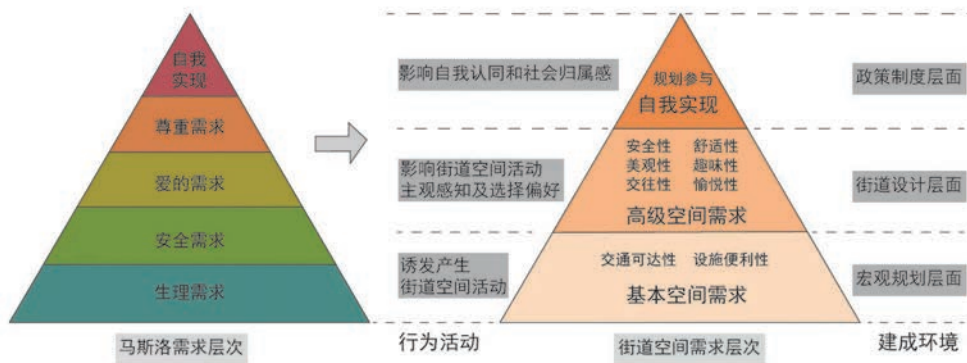 自我
实现
尊重需求
爱的需求
安全需求
生理需求
马斯洛需求层次
影响自我认同和社会归属感
影响街道空间活动
主观感知及选择偏好
诱发产生
街道空间活动
行为活动
规划参与
自我实现
安全性 舒适性
美观性 趣味性
交往性 愉悦性
高级空间需求
交通可达性 设施便利性
基本空间需求
街道空间需求层次
政策制度层面
街道设计层面
宏观规划层面
建成环境